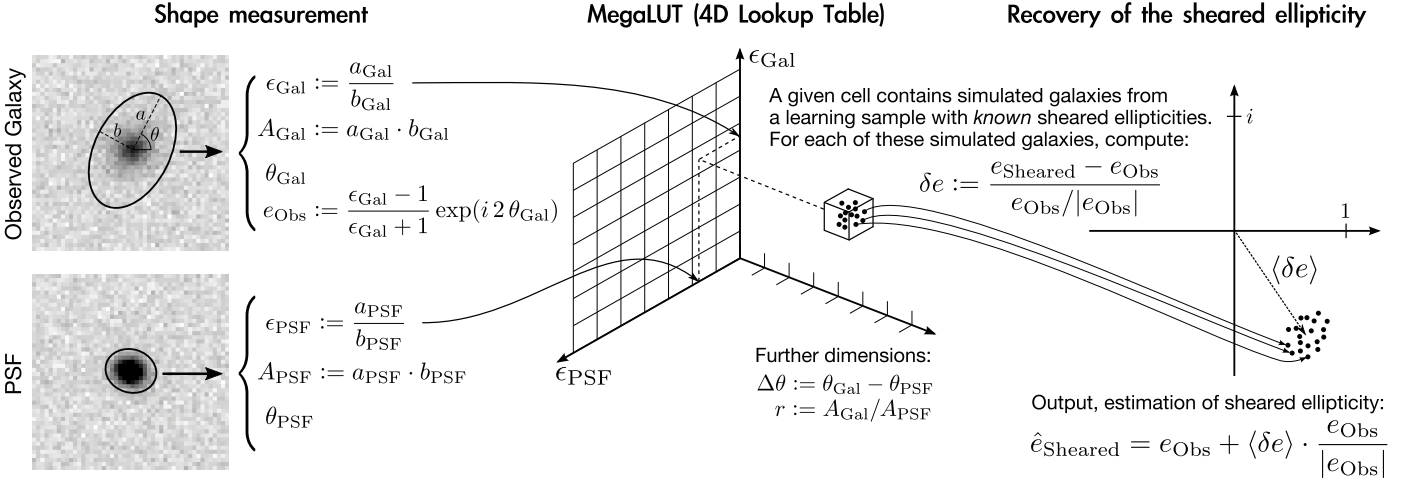 Shape measurement
Observed Galaxy
a
b
θ
ϵ_Gal := a_Gal / b_Gal
A_Gal := a_Gal · b_Gal
θ_Gal
e_Obs := (ϵ_Gal − 1) / (ϵ_Gal + 1) exp(i 2 θ_Gal)
PSF
ϵ_PSF := a_PSF / b_PSF
A_PSF := a_PSF · b_PSF
θ_PSF
MegaLUT (4D Lookup Table)
ϵ_Gal
ϵ_PSF
Further dimensions:
Δθ := θ_Gal − θ_PSF
r := A_Gal/A_PSF
Recovery of the sheared ellipticity
A given cell contains simulated galaxies from
a learning sample with known sheared ellipticities.
For each of these simulated galaxies, compute:
δe := (e_Sheared − e_Obs) / (e_Obs/|e_Obs|)
i
1
⟨δe⟩
Output, estimation of sheared ellipticity:
ê_Sheared = e_Obs + ⟨δe⟩ · e_Obs / |e_Obs|